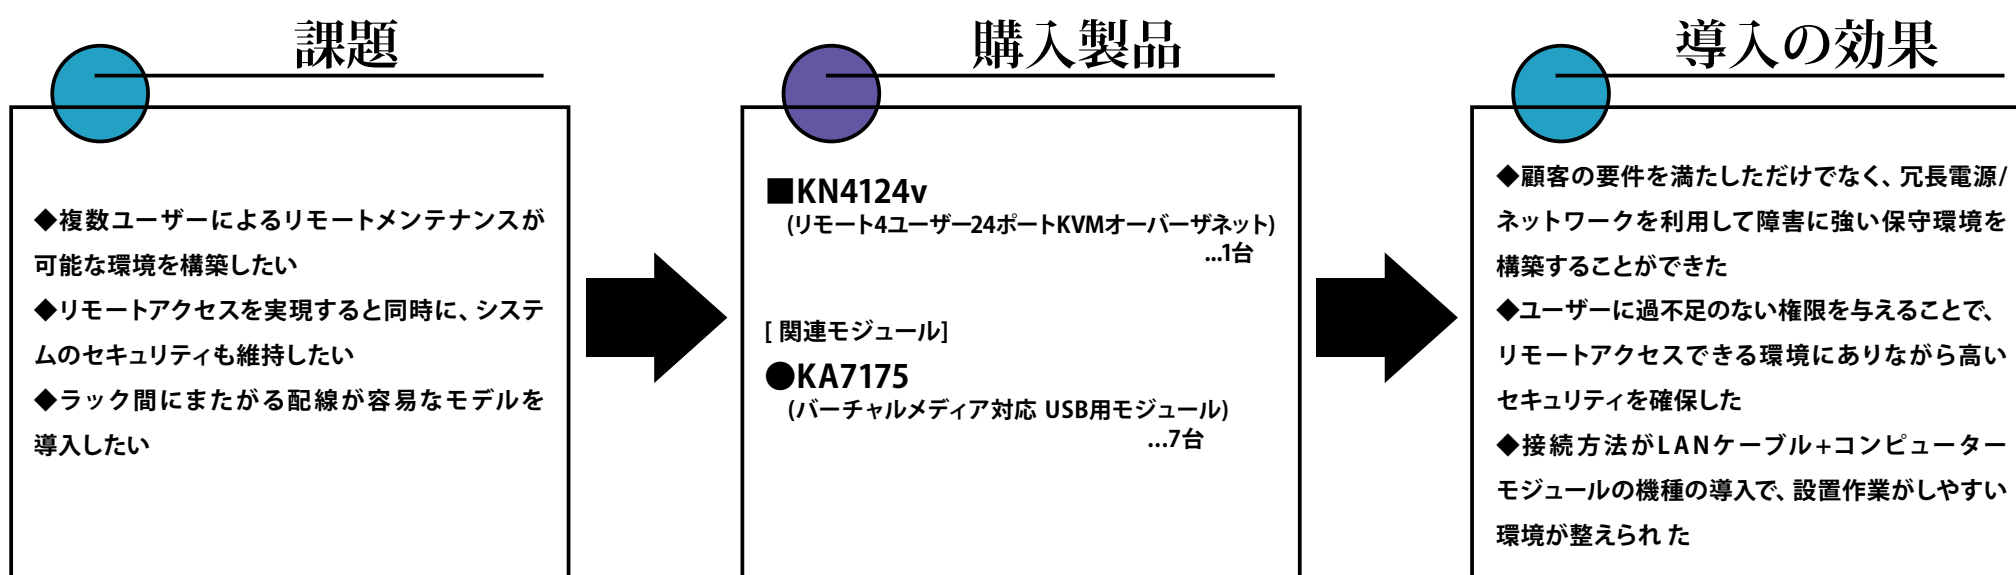 課題
◆複数ユーザーによるリモートメンテナンスが
可能な環境を構築したい
◆リモートアクセスを実現すると同時に、システ
ムのセキュリティも維持したい
◆ラック間にまたがる配線が容易なモデルを
導入したい
購入製品
■KN4124v
(リモート4ユーザー24ポートKVMオーバーザネット)
...1台
[ 関連モジュール]
●KA7175
(バーチャルメディア対応 USB用モジュール)
...7台
導入の効果
◆顧客の要件を満たしただけでなく、冗長電源/
ネットワークを利用して障害に強い保守環境を
構築することができた
◆ユーザーに過不足のない権限を与えることで、
リモートアクセスできる環境にありながら高い
セキュリティを確保した
◆接続方法がLANケーブル+コンピューター
モジュールの機種の導入で、設置作業がしやすい
環境が整えられ た